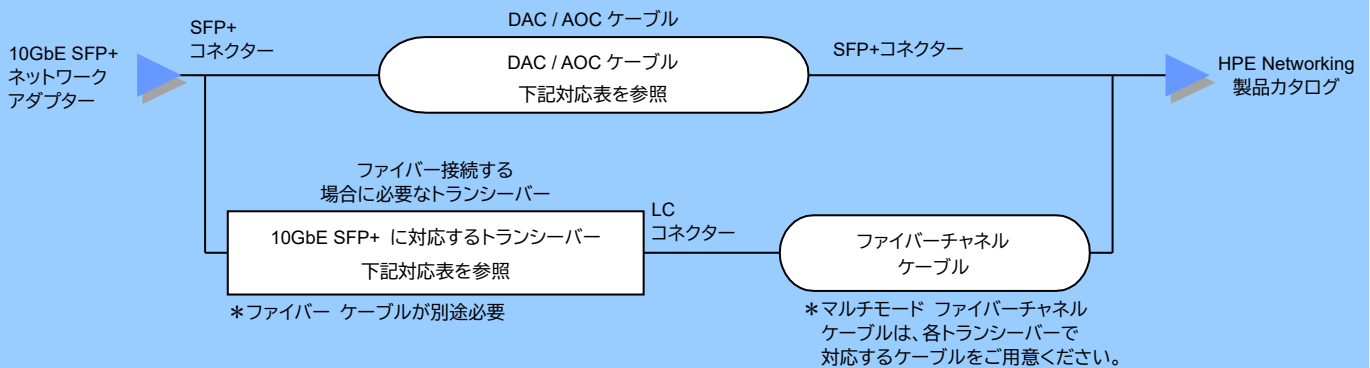 10GbE SFP+
ネットワーク
アダプター
SFP+
コネクター
DAC / AOC ケーブル
DAC / AOC ケーブル
下記対応表を参照
SFP+コネクター
HPE Networking
製品カタログ
ファイバー接続する
場合に必要なトランシーバー
10GbE SFP+ に対応するトランシーバー
下記対応表を参照
＊ファイバー ケーブルが別途必要
LC
コネクター
ファイバーチャネル
ケーブル
＊マルチモード ファイバーチャネル
ケーブルは、各トランシーバーで
対応するケーブルをご用意ください。